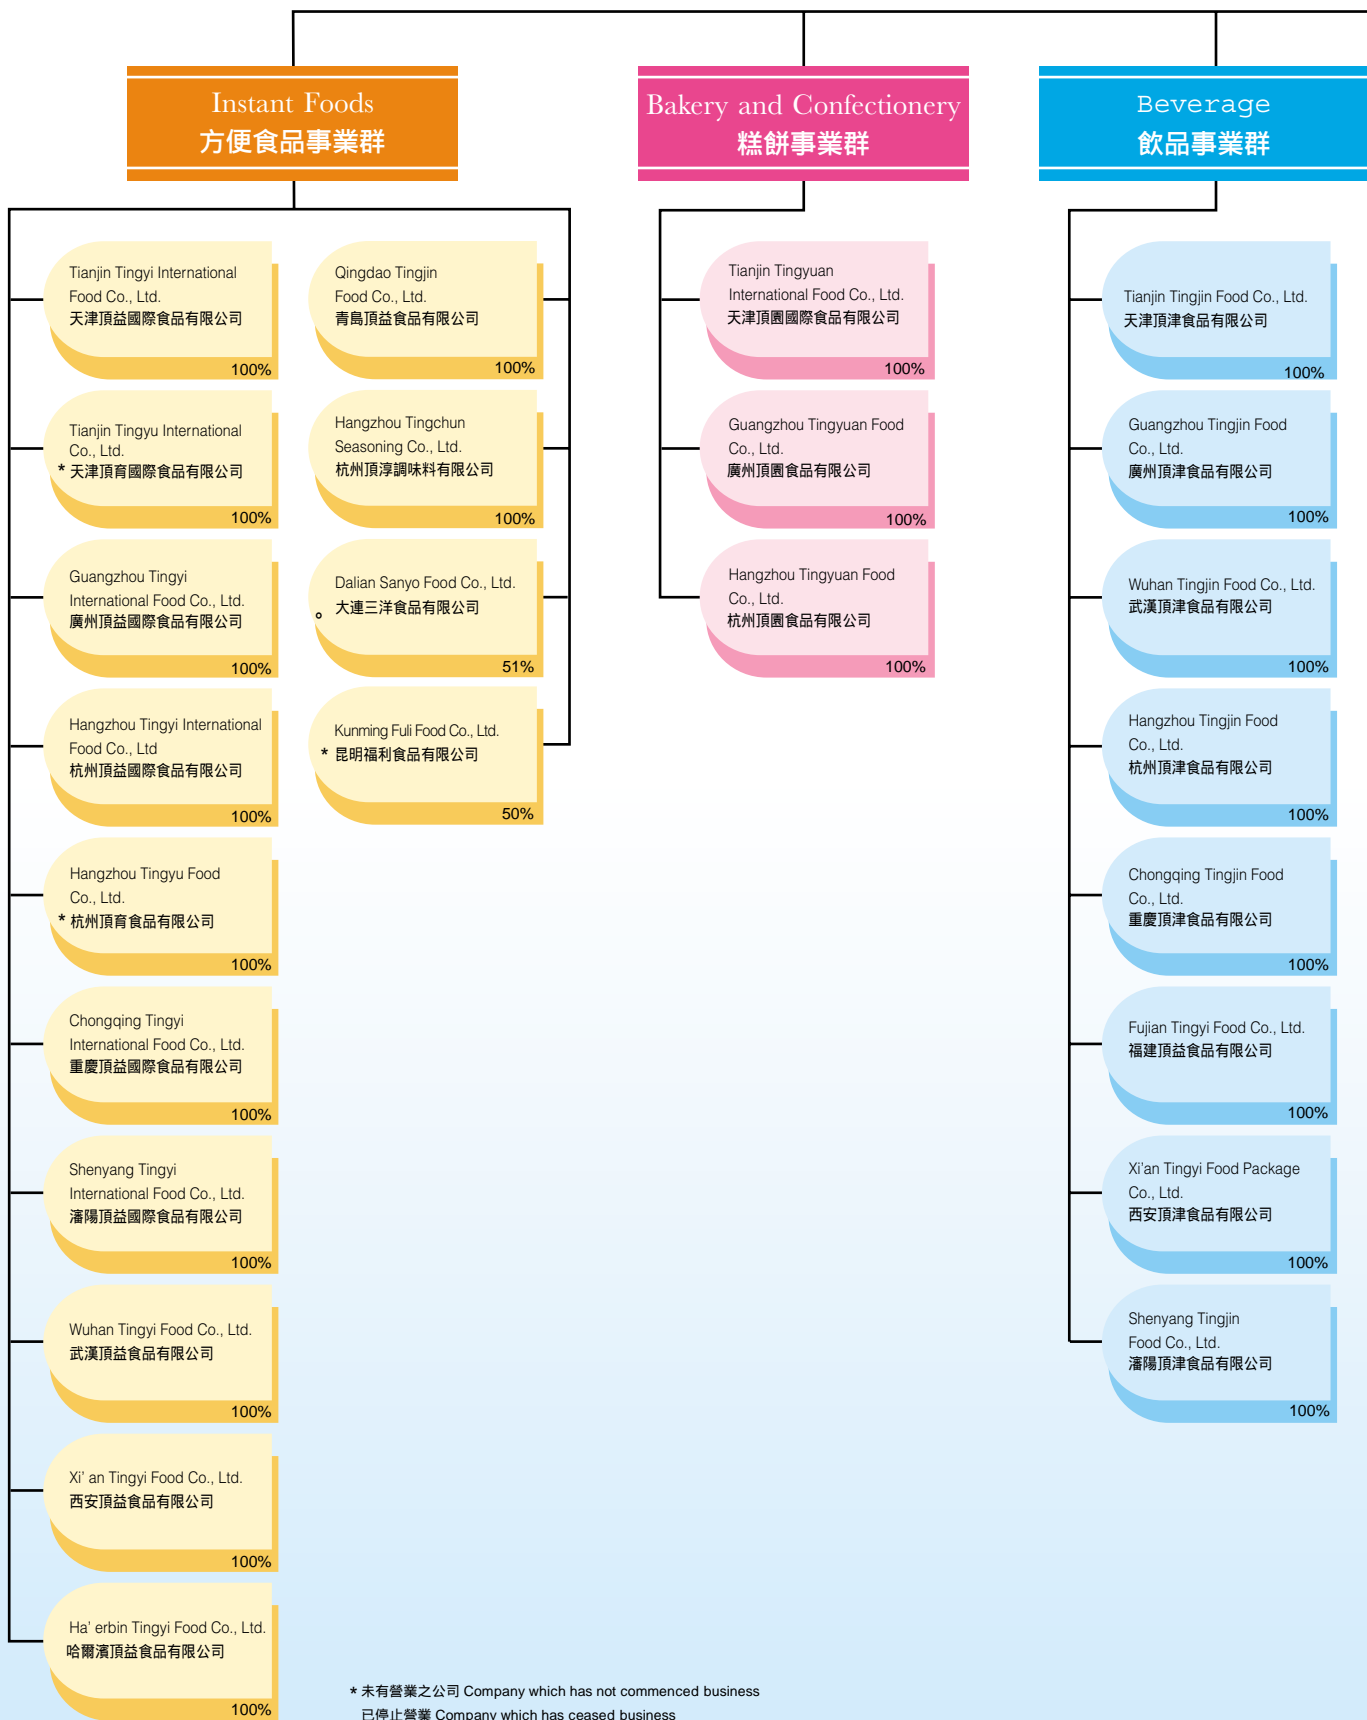 Instant Foods
方便食品事業群
Tianjin Tingyi International
Food Co., Ltd.
天津頂益國際食品有限公司
100%
Tianjin Tingyu International
Co., Ltd.
* 天津頂育國際食品有限公司
100%
Guangzhou Tingyi
International Food Co., Ltd.
廣州頂益國際食品有限公司
100%
Hangzhou Tingyi International
Food Co., Ltd
杭州頂益國際食品有限公司
100%
Hangzhou Tingyu Food
Co., Ltd.
* 杭州頂育食品有限公司
100%
Chongqing Tingyi
International Food Co., Ltd.
重慶頂益國際食品有限公司
100%
Shenyang Tingyi
International Food Co., Ltd.
瀋陽頂益國際食品有限公司
100%
Wuhan Tingyi Food Co., Ltd.
武漢頂益食品有限公司
100%
Xi' an Tingyi Food Co., Ltd.
西安頂益食品有限公司
100%
Ha' erbin Tingyi Food Co., Ltd.
哈爾濱頂益食品有限公司
100%
Qingdao Tingjin
Food Co., Ltd.
青島頂益食品有限公司
100%
Hangzhou Tingchun
Seasoning Co., Ltd.
杭州頂淳調味料有限公司
100%
Dalian Sanyo Food Co., Ltd.
。大連三洋食品有限公司
51%
Kunming Fuli Food Co., Ltd.
* 昆明福利食品有限公司
50%
Bakery and Confectionery
糕餅事業群
Tianjin Tingyuan
International Food Co., Ltd.
天津頂園國際食品有限公司
100%
Guangzhou Tingyuan Food
Co., Ltd.
廣州頂園食品有限公司
100%
Hangzhou Tingyuan Food
Co., Ltd.
杭州頂園食品有限公司
100%
Beverage
飲品事業群
Tianjin Tingjin Food Co., Ltd.
天津頂津食品有限公司
100%
Guangzhou Tingjin Food
Co., Ltd.
廣州頂津食品有限公司
100%
Wuhan Tingjin Food Co., Ltd.
武漢頂津食品有限公司
100%
Hangzhou Tingjin Food
Co., Ltd.
杭州頂津食品有限公司
100%
Chongqing Tingjin Food
Co., Ltd.
重慶頂津食品有限公司
100%
Fujian Tingyi Food Co., Ltd.
福建頂益食品有限公司
100%
Xi'an Tingyi Food Package
Co., Ltd.
西安頂津食品有限公司
100%
Shenyang Tingjin
Food Co., Ltd.
瀋陽頂津食品有限公司
100%
* 未有營業之公司 Company which has not commenced business
已停止營業 Company which has ceased business